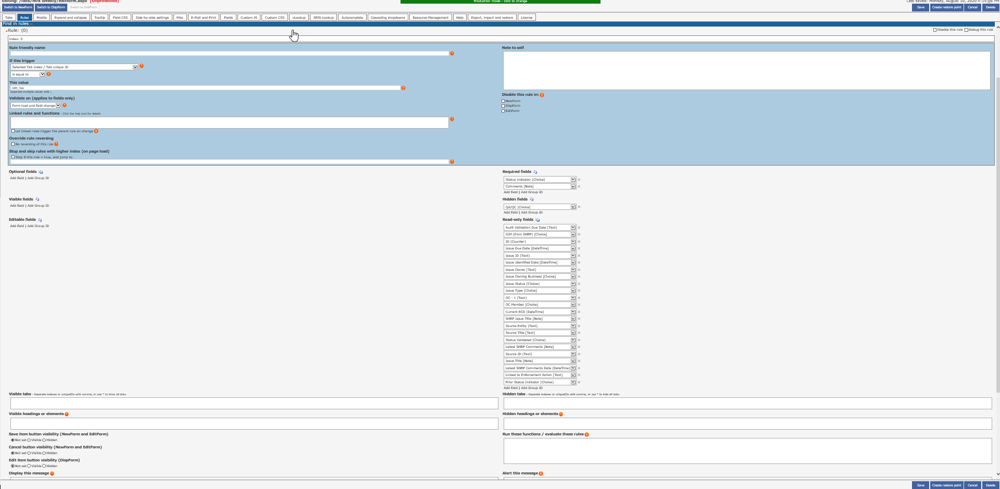 Editing: /lists/mra weekly/editform.aspx [Unprotected]
Production mode - click to change
Last saved: Monday, August 10, 2020 4:15:06 PM
Switch to NewForm Switch to DispForm Switch to EditForm
Save Create restore point Cancel Delete
Tabs Rules Mobile Expand and collapse Tooltip Field CSS Side-by-side settings Misc E-Mail and Print Fields Custom JS Custom CSS vLookup SPJS-Lookup Autocomplete Cascading dropdowns Resource Management Help Export, import and restore License
Find in rules
Rule: (0)
Disable this rule Debug this rule
Index: 0
Rule friendly name
Note to self
If this trigger
Selected Tab Index / Tab unique ID
is equal to
This value
GIM_Tab
Separate multiple values with |
Validate on (applies to fields only)
Form load and field change
Disable this rule in:
NewForm
DispForm
EditForm
Linked rules and functions - Click the help icon for details
Let linked rules trigger the parent rule on change
Override rule reversing
No reversing of this rule
Stop and skip rules with higher index (on page load)
Stop if this rule = true, and jump to:
Optional fields
Add field | Add Group ID
Required fields
Status Indicator [Choice]
Comments [Note]
Add field | Add Group ID
Visible fields
Add field | Add Group ID
Hidden fields
QA/QC [Choice]
Add field | Add Group ID
Editable fields
Add field | Add Group ID
Read-only fields
Audit Validation Due Date [Text]
GIM (from SHRP) [Choice]
ID [Counter]
Issue Due Date [DateTime]
Issue ID [Text]
Issue Identified Date [DateTime]
Issue Owner [Text]
Issue Owning Business [Choice]
Issue Status [Choice]
Issue Type [Choice]
OC - 1 [Text]
OC Member [Choice]
Current ECD [DateTime]
SHRP Issue Title [Note]
Source Entity [Text]
Source Title [Text]
Status Validated [Choice]
Latest SHRP Comments [Note]
Source ID [Text]
Issue Title [Note]
Latest SHRP Comments Date [DateTime]
Linked to Enforcement Action [Text]
Prior Status Indicator [Choice]
Add field | Add Group ID
Visible tabs - Separate indexes or uniqueIDs with comma, or use * to show all tabs.
Hidden tabs - Separate indexes or uniqueIDs with comma, or use * to hide all tabs.
Visible headings or elements
Hidden headings or elements
Save item button visibility (NewForm and EditForm)
Not set Visible Hidden
Run these functions / evaluate these rules
Cancel button visibility (NewForm and EditForm)
Not set Visible Hidden
Edit item button visibility (DispForm)
Not set Visible Hidden
Display this message
Alert this message
Save Create restore point Cancel Delete